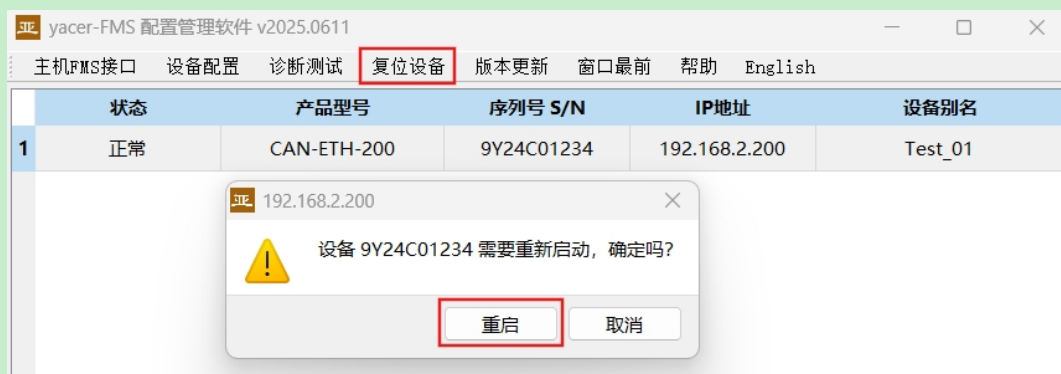 亚 yacer-FMS 配置管理软件 v2025.0611
主机FMS接口 设备配置 诊断测试 复位设备 版本更新 窗口最前 帮助 English
状态 产品型号 序列号 S/N IP地址 设备别名
1 正常 CAN-ETH-200 9Y24C01234 192.168.2.200 Test_01
亚 192.168.2.200
设备 9Y24C01234 需要重新启动，确定吗？
重启 取消